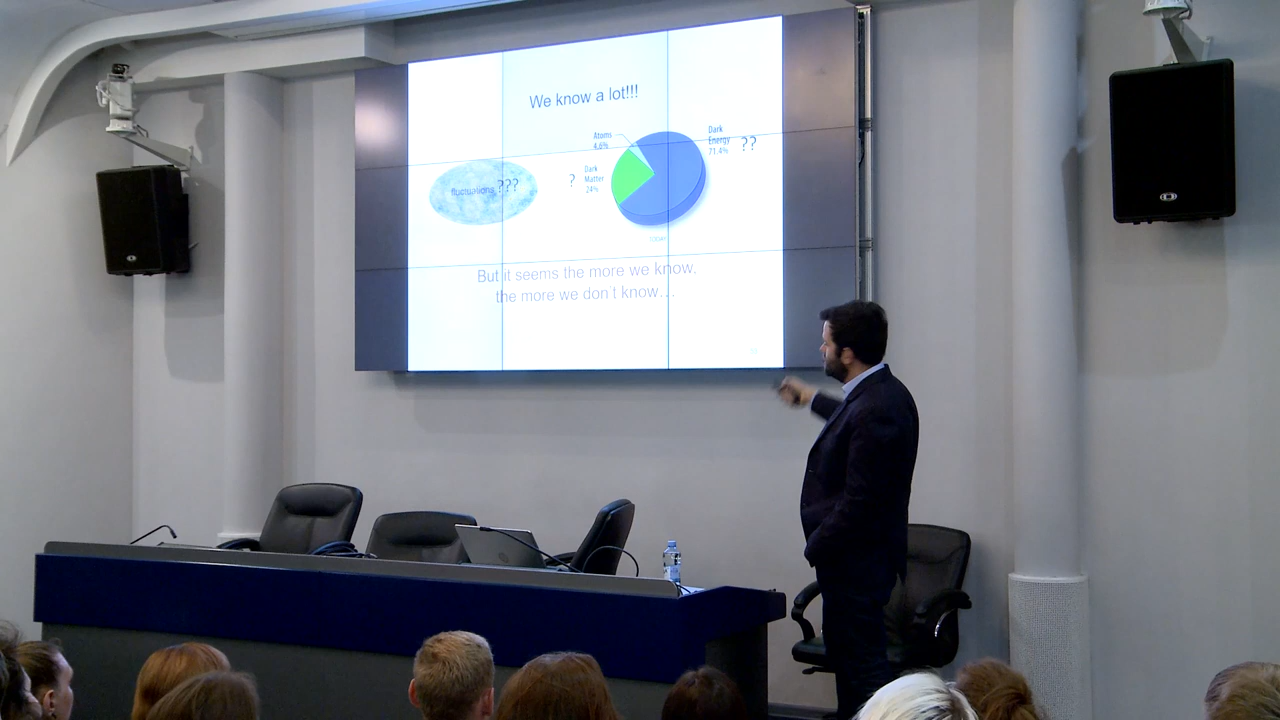 We know a lot!!!
Atoms
4.6%
Dark
Energy
71.4%
??
fluctuations ???
?
Dark
Matter
24%
TODAY
But it seems the more we know,
the more we don't know…